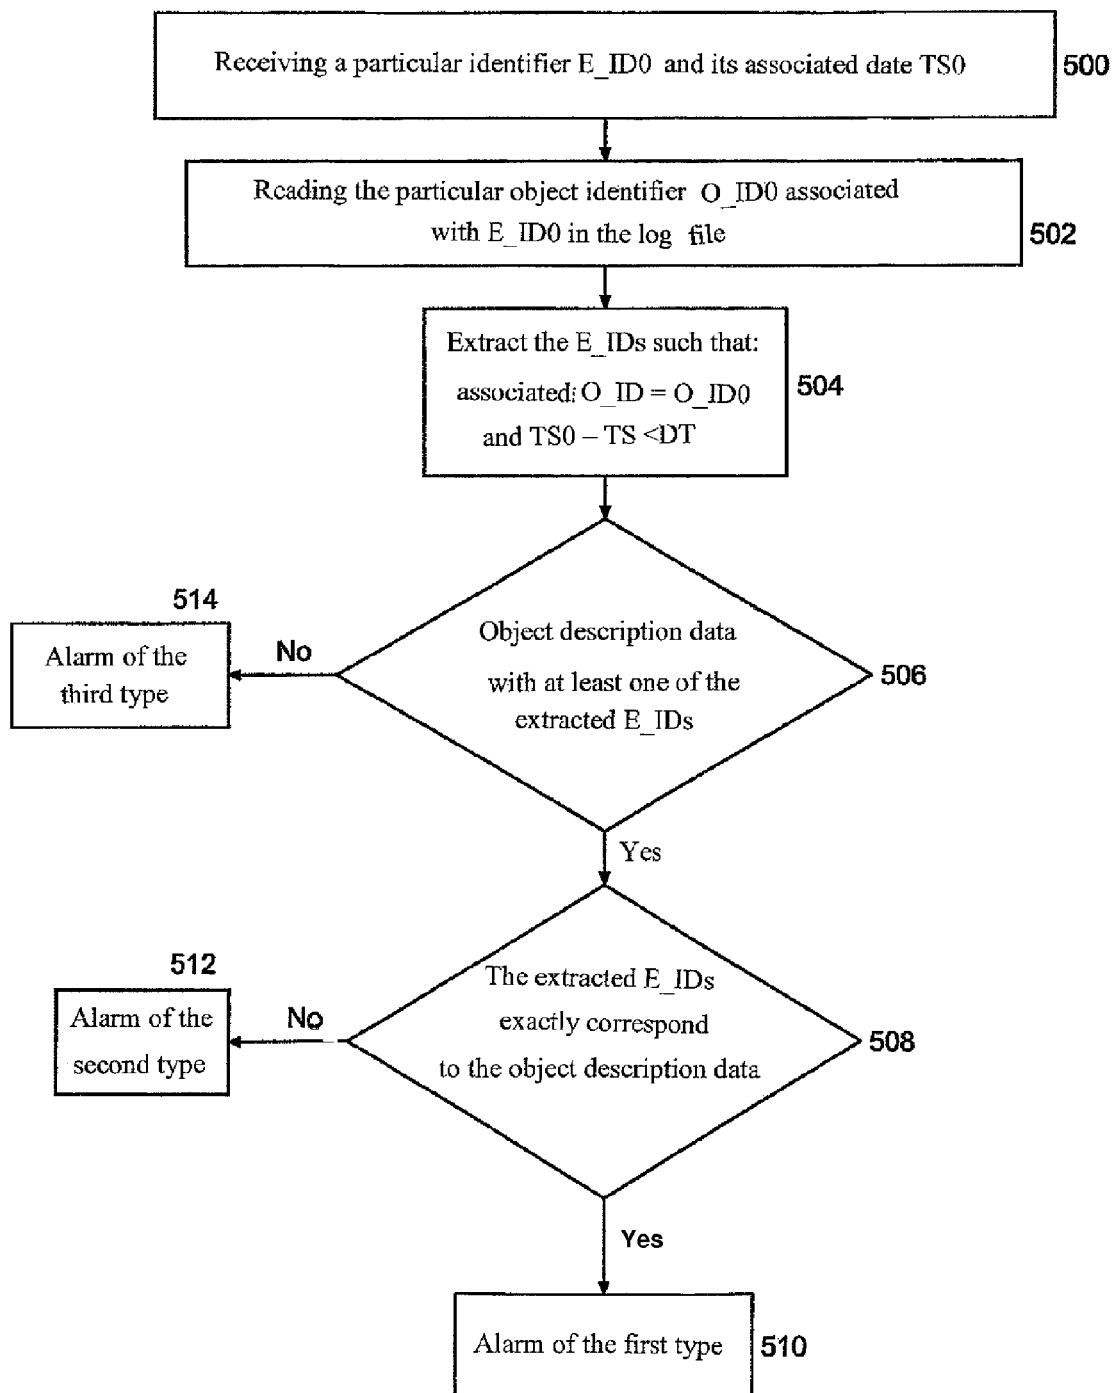 Receiving a particular identifier E_ID0 and its associated date TS0
500
Reading the particular object identifier O_ID0 associated
with E_ID0 in the log file
502
Extract the E_IDs such that:
associated: O_ID = O_ID0
and TS0 – TS <DT
504
514
Alarm of the
third type
No
Object description data
with at least one of the
extracted E_IDs
506
Yes
512
Alarm of the
second type
No
The extracted E_IDs
exactly correspond
to the object description data
508
Yes
Alarm of the first type
510